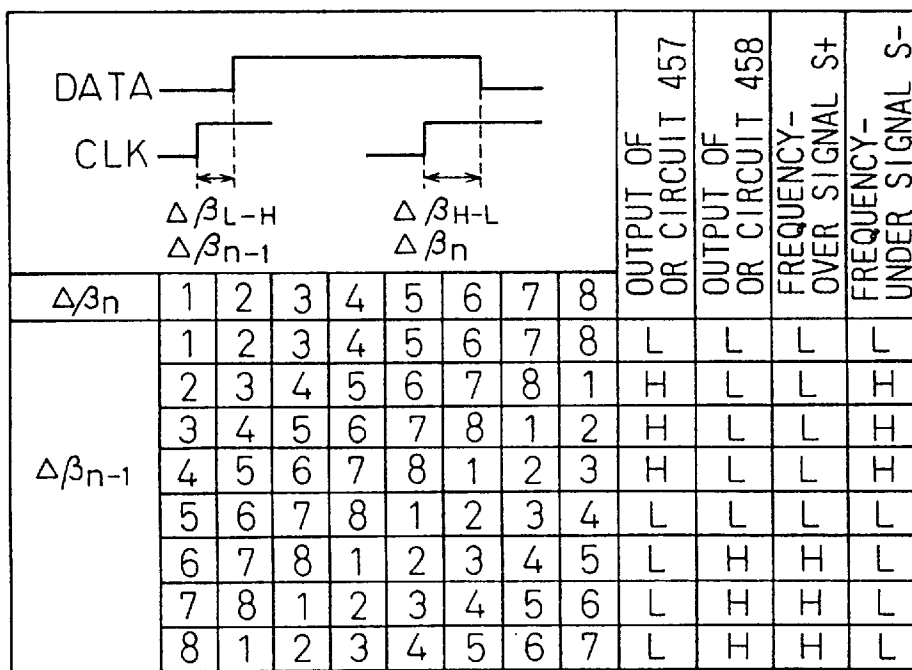 DATA
CLK
ΔβL-H
Δβn-1
ΔβH-L
Δβn
OUTPUT OF
OR CIRCUIT 457
OUTPUT OF
OR CIRCUIT 458
FREQUENCY-
OVER SIGNAL S+
FREQUENCY-
UNDER SIGNAL S-
Δβn 1 2 3 4 5 6 7 8
1 2 3 4 5 6 7 8 L L L L
2 3 4 5 6 7 8 1 H L L H
3 4 5 6 7 8 1 2 H L L H
Δβn-1 4 5 6 7 8 1 2 3 H L L H
5 6 7 8 1 2 3 4 L L L L
6 7 8 1 2 3 4 5 L H H L
7 8 1 2 3 4 5 6 L H H L
8 1 2 3 4 5 6 7 L H H L